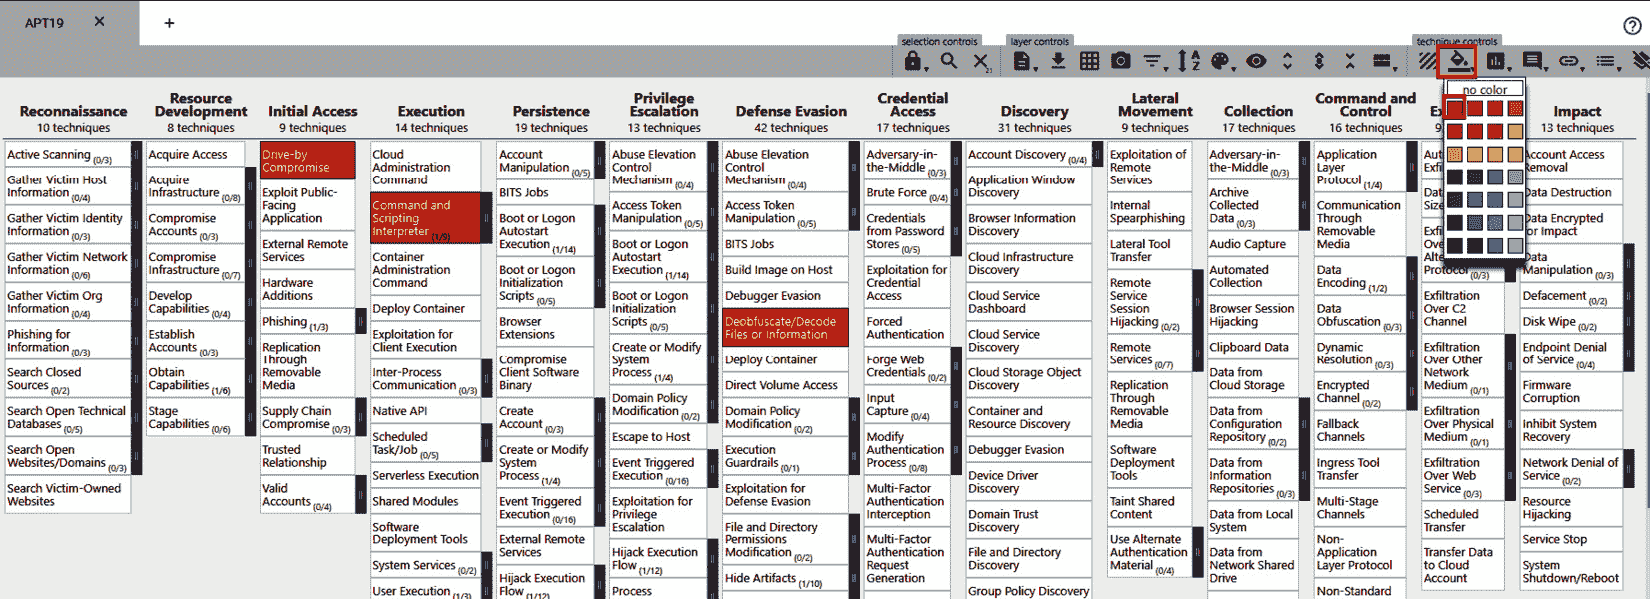 APT19 ✕ +
selection controls
layer controls
technique controls
no color
Reconnaissance
10 techniques
Active Scanning (0/3)
Gather Victim Host
Information (0/4)
Gather Victim Identity
Information (0/3)
Gather Victim Network
Information (0/6)
Gather Victim Org
Information (0/4)
Phishing for
Information (0/3)
Search Closed
Sources (0/2)
Search Open Technical
Databases (0/5)
Search Open
Websites/Domains (0/3)
Search Victim-Owned
Websites
Resource
Development
8 techniques
Acquire Access
Acquire
Infrastructure (0/8)
Compromise
Accounts (0/3)
Compromise
Infrastructure (0/7)
Develop
Capabilities (0/4)
Establish
Accounts (0/3)
Obtain
Capabilities (1/6)
Stage
Capabilities (0/6)
Initial Access
9 techniques
Drive-by
Compromise
Exploit Public-
Facing
Application
External Remote
Services
Hardware
Additions
Phishing (1/3)
Replication
Through
Removable
Media
Supply Chain
Compromise (0/3)
Trusted
Relationship
Valid
Accounts (0/4)
Execution
14 techniques
Cloud
Administration
Command
Command and
Scripting
Interpreter (1/9)
Container
Administration
Command
Deploy Container
Exploitation for
Client Execution
Inter-Process
Communication (0/3)
Native API
Scheduled
Task/Job (0/5)
Serverless Execution
Shared Modules
Software
Deployment Tools
System Services (0/2)
User Execution (1/3)
Persistence
19 techniques
Account
Manipulation (0/5)
BITS Jobs
Boot or Logon
Autostart
Execution (1/14)
Boot or Logon
Initialization
Scripts (0/5)
Browser
Extensions
Compromise
Client Software
Binary
Create
Account (0/3)
Create or Modify
System
Process (1/4)
Event Triggered
Execution (0/16)
External Remote
Services
Hijack Execution
Flow (1/12)
Privilege
Escalation
13 techniques
Abuse Elevation
Control
Mechanism (0/4)
Access Token
Manipulation (0/5)
Boot or Logon
Autostart
Execution (1/14)
Boot or Logon
Initialization
Scripts (0/5)
Create or Modify
System
Process (1/4)
Domain Policy
Modification (0/2)
Escape to Host
Event Triggered
Execution (0/16)
Exploitation for
Privilege
Escalation
Hijack Execution
Flow (1/12)
Process
Defense Evasion
42 techniques
Abuse Elevation
Control
Mechanism (0/4)
Access Token
Manipulation (0/5)
BITS Jobs
Build Image on Host
Debugger Evasion
Deobfuscate/Decode
Files or Information
Deploy Container
Direct Volume Access
Domain Policy
Modification (0/2)
Execution
Guardrails (0/1)
Exploitation for
Defense Evasion
File and Directory
Permissions
Modification (0/2)
Hide Artifacts (1/10)
Credential
Access
17 techniques
Adversary-in-
the-Middle (0/3)
Brute Force (0/4)
Credentials
from Password
Stores (0/5)
Exploitation for
Credential
Access
Forced
Authentication
Forge Web
Credentials (0/2)
Input
Capture (0/4)
Modify
Authentication
Process (0/8)
Multi-Factor
Authentication
Interception
Multi-Factor
Authentication
Request
Generation
Discovery
31 techniques
Account Discovery (0/4)
Application Window
Discovery
Browser Information
Discovery
Cloud Infrastructure
Discovery
Cloud Service
Dashboard
Cloud Service
Discovery
Cloud Storage Object
Discovery
Container and
Resource Discovery
Debugger Evasion
Device Driver
Discovery
Domain Trust
Discovery
File and Directory
Discovery
Group Policy Discovery
Lateral
Movement
9 techniques
Exploitation of
Remote
Services
Internal
Spearphishing
Lateral Tool
Transfer
Remote
Service
Session
Hijacking (0/2)
Remote
Services (0/7)
Replication
Through
Removable
Media
Software
Deployment
Tools
Taint Shared
Content
Use Alternate
Authentication
Material (0/4)
Collection
17 techniques
Adversary-in-
the-Middle (0/3)
Archive
Collected
Data (0/3)
Audio Capture
Automated
Collection
Browser Session
Hijacking
Clipboard Data
Data from
Cloud Storage
Data from
Configuration
Repository (0/2)
Data from
Information
Repositories (0/3)
Data from Local
System
Data from
Network Shared
Drive
Command and
Control
16 techniques
Application
Layer
Protocol (1/4)
Communication
Through
Removable
Media
Data
Encoding (1/2)
Data
Obfuscation (0/3)
Dynamic
Resolution (0/3)
Encrypted
Channel (0/2)
Fallback
Channels
Ingress Tool
Transfer
Multi-Stage
Channels
Non-
Application
Layer Protocol
Non-Standard
Protocol (0/3)
Exfiltration
Over C2
Channel
Exfiltration
Over Other
Network
Medium (0/1)
Exfiltration
Over Physical
Medium (0/1)
Exfiltration
Over Web
Service (0/3)
Scheduled
Transfer
Transfer Data
to Cloud
Account
Impact
13 techniques
Account Access
Removal
Data Destruction
Data Encrypted
for Impact
Data
Manipulation (0/3)
Defacement (0/2)
Disk Wipe (0/2)
Endpoint Denial
of Service (0/4)
Firmware
Corruption
Inhibit System
Recovery
Network Denial of
Service (0/2)
Resource
Hijacking
Service Stop
System
Shutdown/Reboot